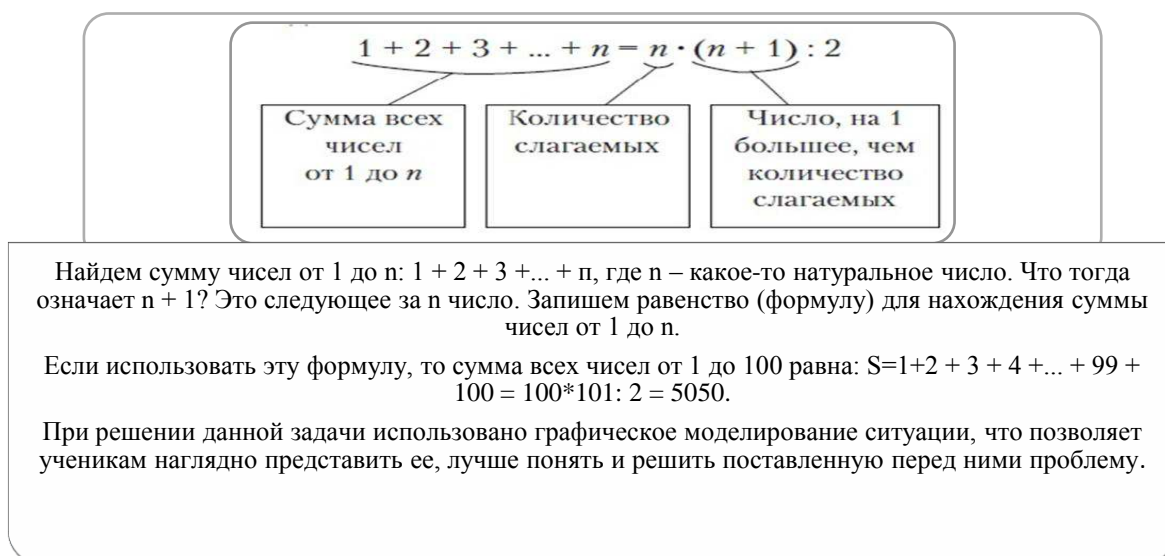 1 + 2 + 3 + ... + n = n · (n + 1) : 2
Сумма всех
чисел
от 1 до n
Количество
слагаемых
Число, на 1
большее, чем
количество
слагаемых
Найдем сумму чисел от 1 до n: 1 + 2 + 3 +... + п, где n – какое-то натуральное число. Что тогда
означает n + 1? Это следующее за n число. Запишем равенство (формулу) для нахождения суммы
чисел от 1 до n.
Если использовать эту формулу, то сумма всех чисел от 1 до 100 равна: S=1+2 + 3 + 4 +... + 99 +
100 = 100*101: 2 = 5050.
При решении данной задачи использовано графическое моделирование ситуации, что позволяет
ученикам наглядно представить ее, лучше понять и решить поставленную перед ними проблему.